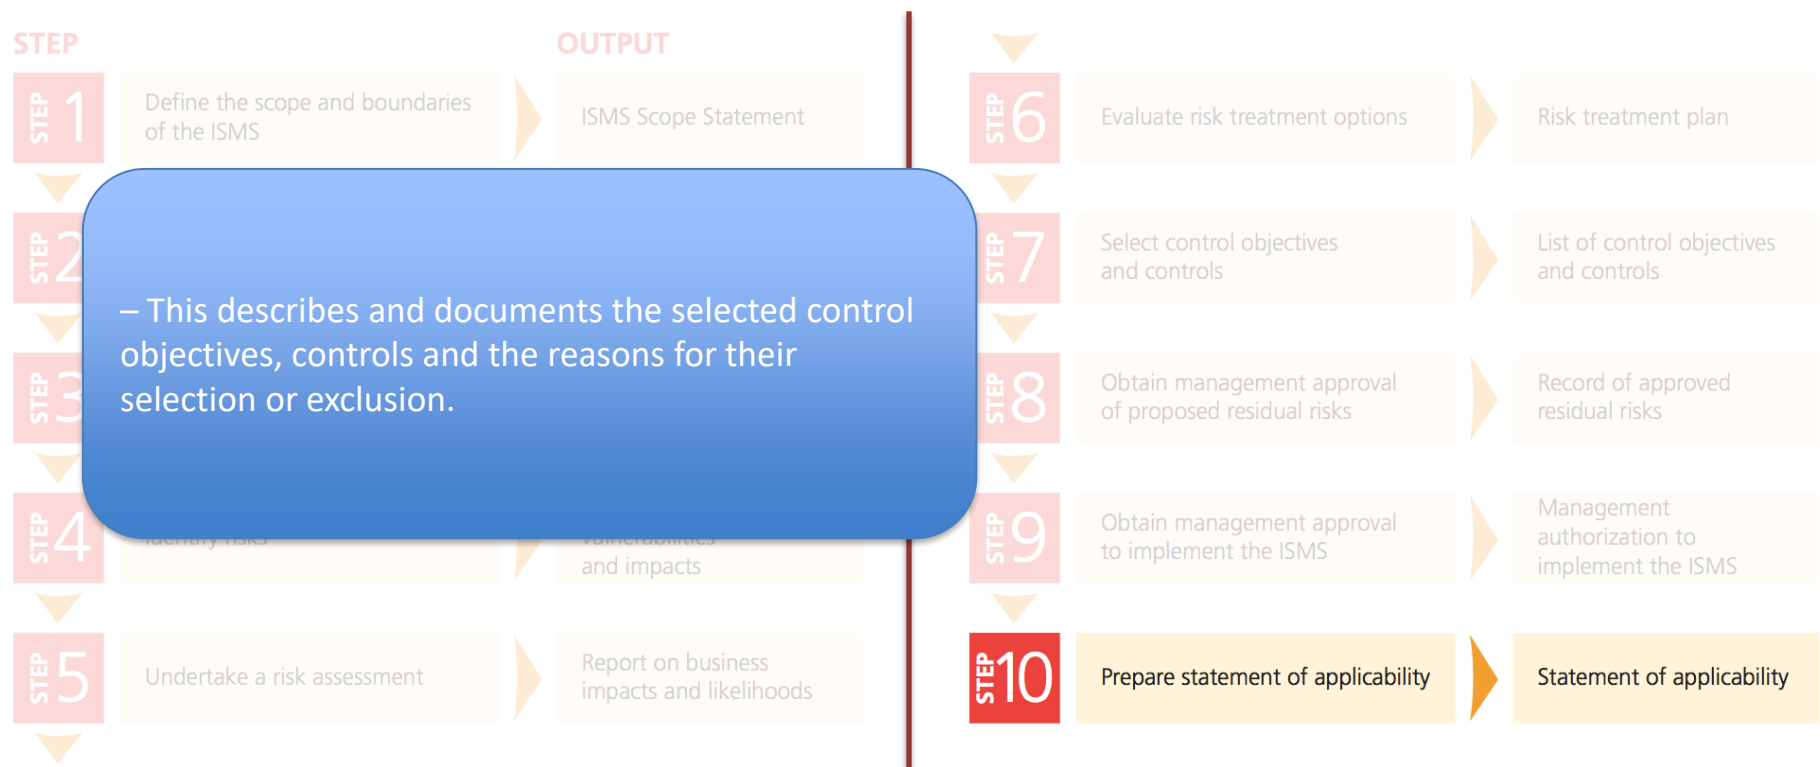 STEP
OUTPUT
STEP 1
Define the scope and boundaries
of the ISMS
ISMS Scope Statement
STEP 2
STEP 3
– This describes and documents the selected control
objectives, controls and the reasons for their
selection or exclusion.
STEP 4
Identify risks
vulnerabilities
and impacts
STEP 5
Undertake a risk assessment
Report on business
impacts and likelihoods
STEP 6
Evaluate risk treatment options
Risk treatment plan
STEP 7
Select control objectives
and controls
List of control objectives
and controls
STEP 8
Obtain management approval
of proposed residual risks
Record of approved
residual risks
STEP 9
Obtain management approval
to implement the ISMS
Management
authorization to
implement the ISMS
STEP 10
Prepare statement of applicability
Statement of applicability